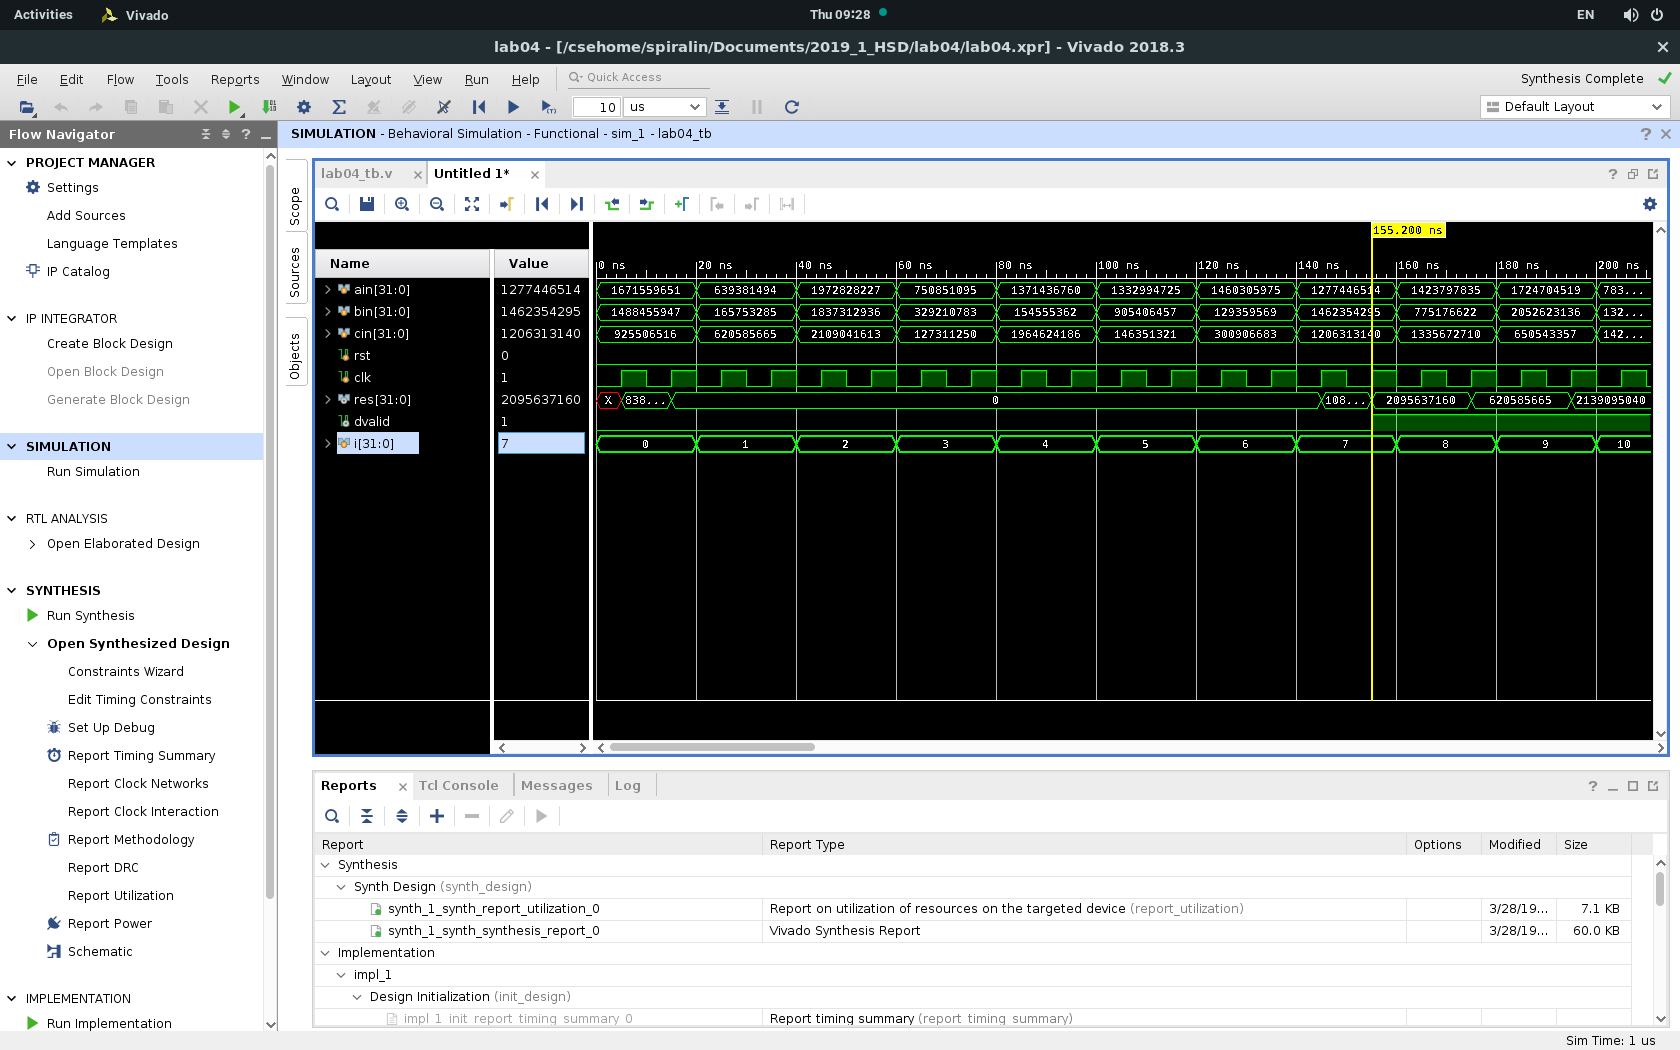 Activities Vivado Thu 09:28 EN
lab04 - [/csehome/spiralin/Documents/2019_1_HSD/lab04/lab04.xpr] - Vivado 2018.3
File Edit Flow Tools Reports Window Layout View Run Help Quick Access Synthesis Complete
10 us Default Layout
Flow Navigator
SIMULATION - Behavioral Simulation - Functional - sim_1 - lab04_tb
PROJECT MANAGER
Settings
Add Sources
Language Templates
IP Catalog
IP INTEGRATOR
Create Block Design
Open Block Design
Generate Block Design
SIMULATION
Run Simulation
RTL ANALYSIS
Open Elaborated Design
SYNTHESIS
Run Synthesis
Open Synthesized Design
Constraints Wizard
Edit Timing Constraints
Set Up Debug
Report Timing Summary
Report Clock Networks
Report Clock Interaction
Report Methodology
Report DRC
Report Utilization
Report Power
Schematic
IMPLEMENTATION
Run Implementation
Scope
Sources
Objects
lab04_tb.v Untitled 1*
155.200 ns
Name Value 0 ns 20 ns 40 ns 60 ns 80 ns 100 ns 120 ns 140 ns 160 ns 180 ns 200 ns
ain[31:0] 1277446514 1671559651 639381494 1972828227 750851095 1371436760 1332994725 1460305975 1277446514 1423797835 1724704519 783...
bin[31:0] 1462354295 1488455947 165753285 1837312936 329210783 154555362 905406457 129359569 1462354295 775176622 2052623136 132...
cin[31:0] 1206313140 925506516 620585665 2109041613 127311250 1964624186 146351321 300906683 1206313140 1335672710 650543357 142...
rst 0
clk 1
res[31:0] 2095637160 X 838... 0 108... 2095637160 620585665 2139095040
dvalid 1
i[31:0] 7 0 1 2 3 4 5 6 7 8 9 10
Reports Tcl Console Messages Log
Report Report Type Options Modified Size
Synthesis
Synth Design (synth_design)
synth_1_synth_report_utilization_0 Report on utilization of resources on the targeted device (report_utilization) 3/28/19... 7.1 KB
synth_1_synth_synthesis_report_0 Vivado Synthesis Report 3/28/19... 60.0 KB
Implementation
impl_1
Design Initialization (init_design)
impl_1_init_report_timing_summary_0 Report timing summary (report_timing_summary)
Sim Time: 1 us